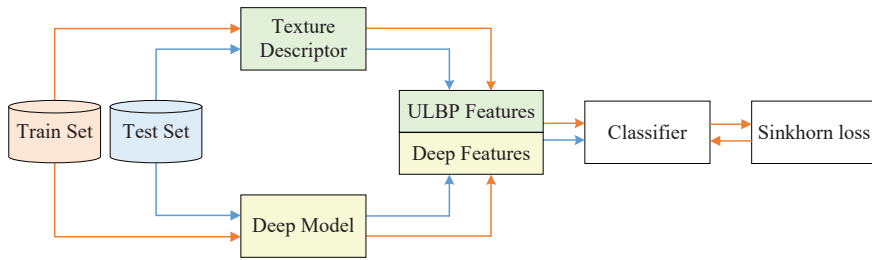 Texture
Descriptor
Train Set
Test Set
ULBP Features
Deep Features
Classifier
Sinkhorn loss
Deep Model